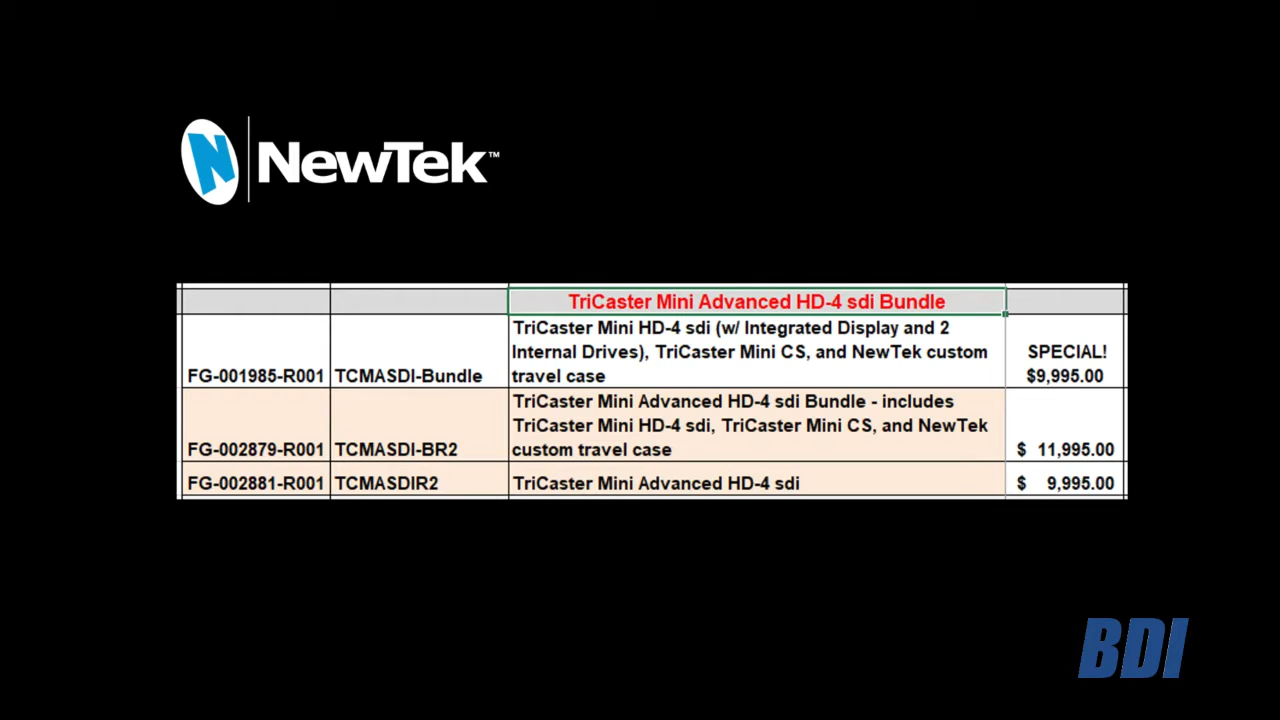 NewTek™
TriCaster Mini Advanced HD-4 sdi Bundle
TriCaster Mini HD-4 sdi (w/ Integrated Display and 2
Internal Drives), TriCaster Mini CS, and NewTek custom
SPECIAL!
FG-001985-R001 TCMASDI-Bundle travel case $9,995.00
TriCaster Mini Advanced HD-4 sdi Bundle - includes
TriCaster Mini HD-4 sdi, TriCaster Mini CS, and NewTek
FG-002879-R001 TCMASDI-BR2 custom travel case $ 11,995.00
FG-002881-R001 TCMASDIR2 TriCaster Mini Advanced HD-4 sdi $ 9,995.00
BDI